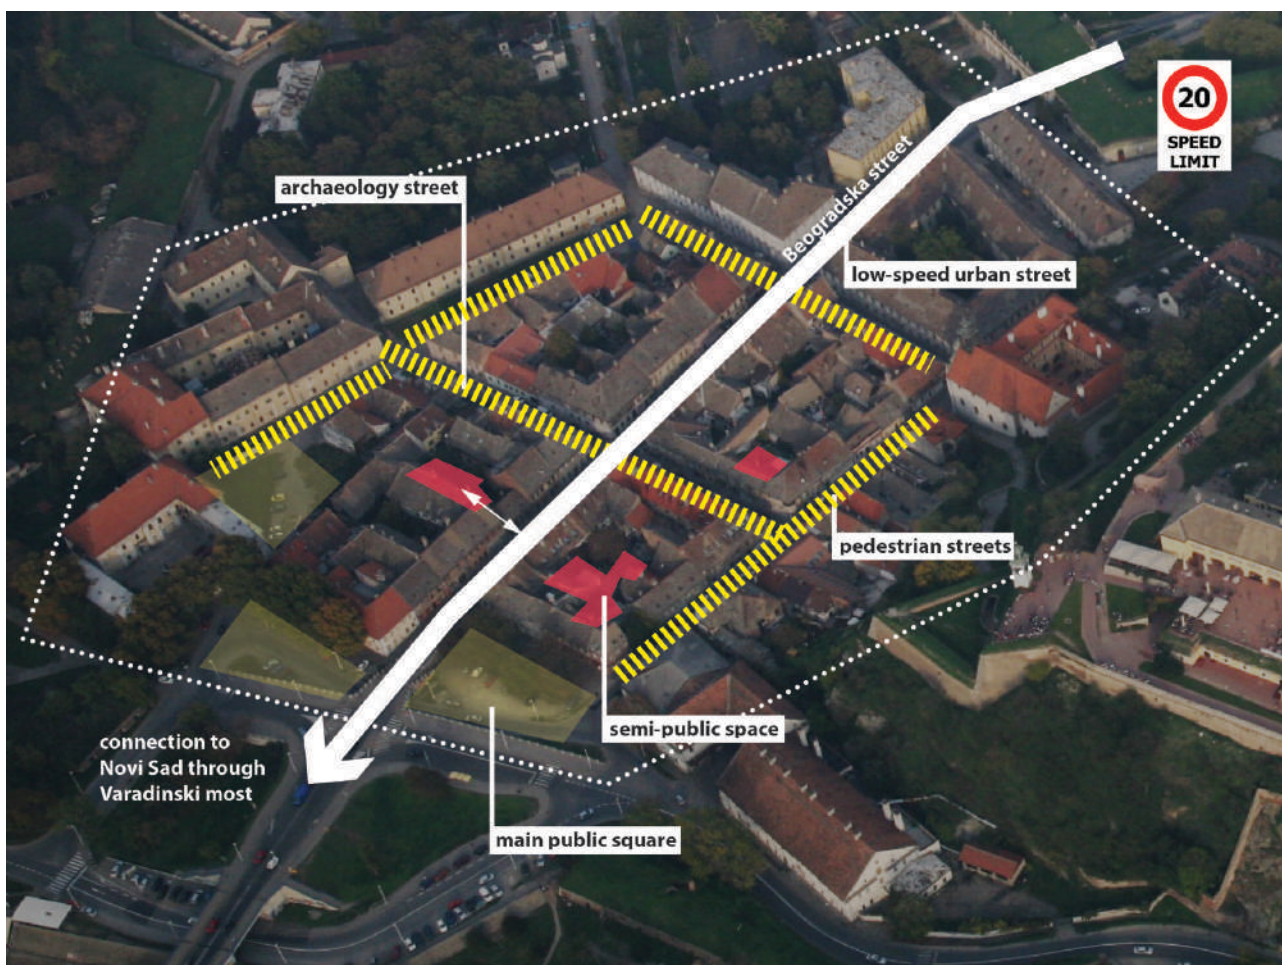 20
SPEED
LIMIT
archaeology street
Beogradska street
low-speed urban street
pedestrian streets
semi-public space
connection to
Novi Sad through
Varadinski most
main public square